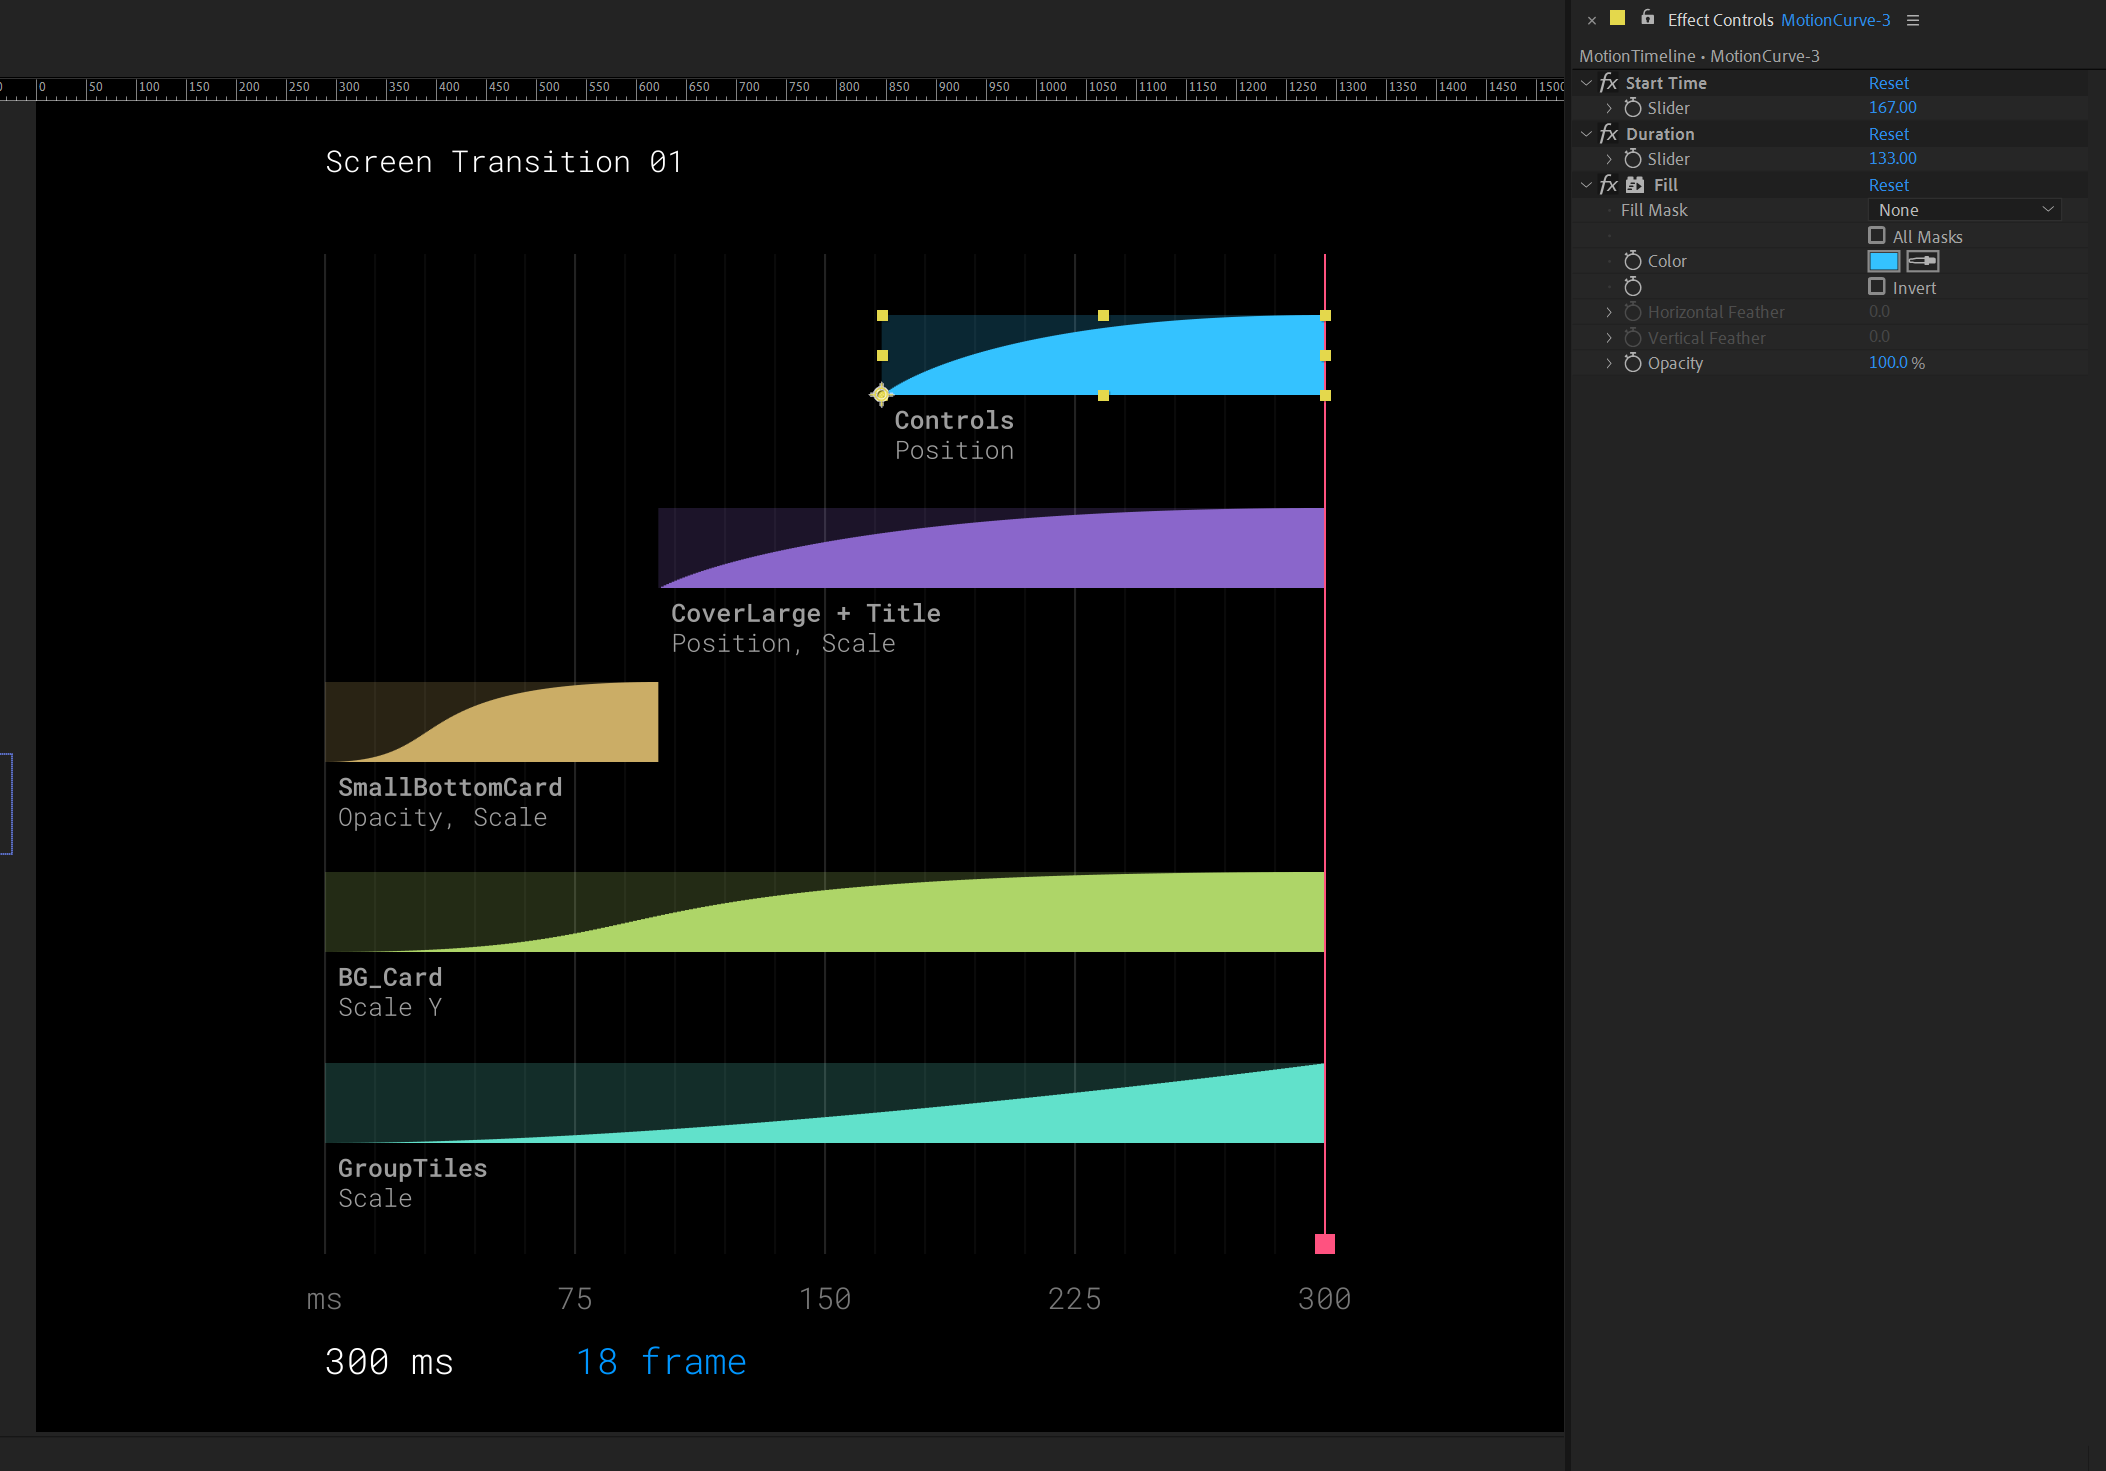 Effect Controls MotionCurve-3
MotionTimeline • MotionCurve-3
0 50 100 150 200 250 300 350 400 450 500 550 600 650 700 750 800 850 900 950 1000 1050 1100 1150 1200 1250 1300 1350 1400 1450 1500
fx Start Time Reset
Slider 167.00
fx Duration Reset
Slider 133.00
fx Fill Reset
Fill Mask None
All Masks
Color
Invert
Horizontal Feather 0.0
Vertical Feather 0.0
Opacity 100.0 %
Screen Transition 01
Controls
Position
CoverLarge + Title
Position, Scale
SmallBottomCard
Opacity, Scale
BG_Card
Scale Y
GroupTiles
Scale
ms 75 150 225 300
300 ms 18 frame